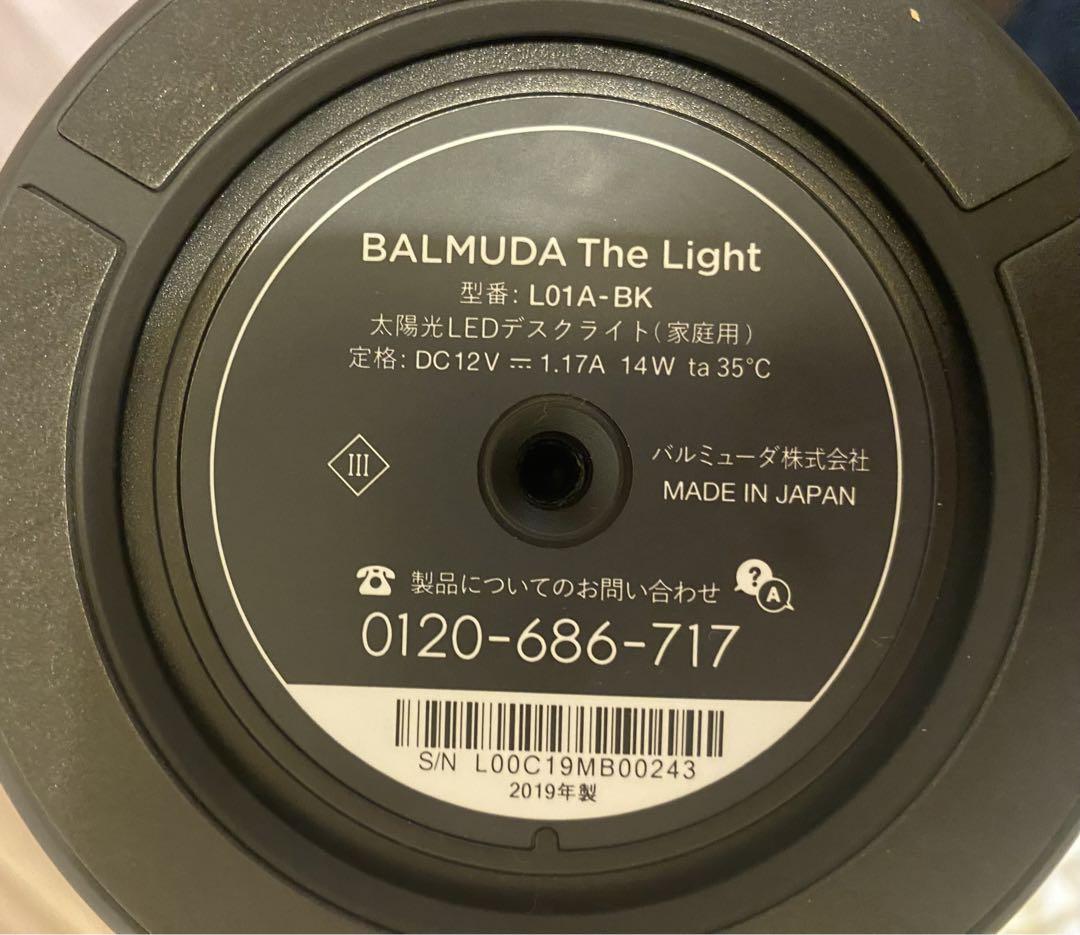 BALMUDA The Light
型番: L01A-BK
太陽光LEDデスクライト(家庭用)
定格: DC12V ⎓ 1.17A 14W ta 35℃
III
バルミューダ株式会社
MADE IN JAPAN
製品についてのお問い合わせ
? A
0120-686-717
S/N L00C19MB00243
2019年製